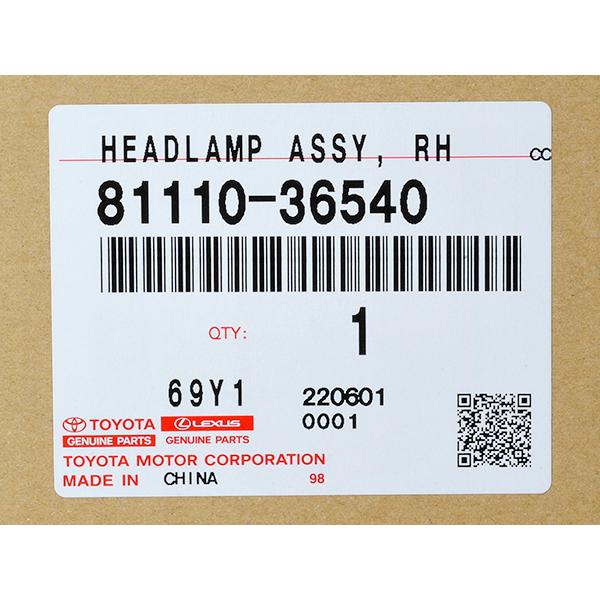 HEADLAMP ASSY, RH
CC
81110-36540
QTY: 1
69Y1 220601
TOYOTA LEXUS 0001
GENUINE PARTS GENUINE PARTS
TOYOTA MOTOR CORPORATION
MADE IN CHINA 98